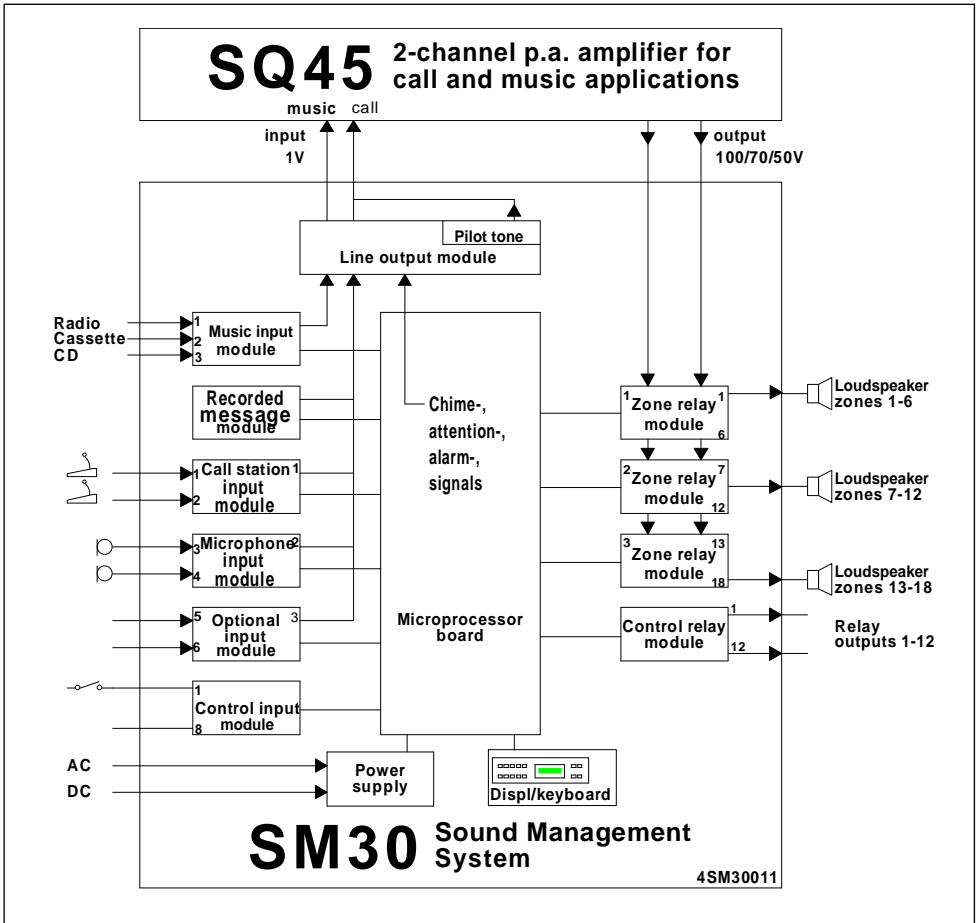 SQ45 2-channel p.a. amplifier for
call and music applications
music call
input
1V
output
100/70/50V
Pilot tone
Line output module
Radio
Cassette
CD
1
2
3
Music input
module
Recorded
message
module
1
2
Call station 1
input
module
3
4
Microphone 2
input
module
5
6
Optional 3
input
module
1
8
Control input
module
Chime-,
attention-,
alarm-,
signals
Microprocessor
board
1 Zone relay 1
module
6
Loudspeaker
zones 1-6
2 Zone relay 7
module
12
Loudspeaker
zones 7-12
3 Zone relay 13
module
18
Loudspeaker
zones 13-18
Control relay
module
1
12
Relay
outputs 1-12
AC
DC
Power
supply
Displ/keyboard
SM30 Sound Management
System
4SM30011